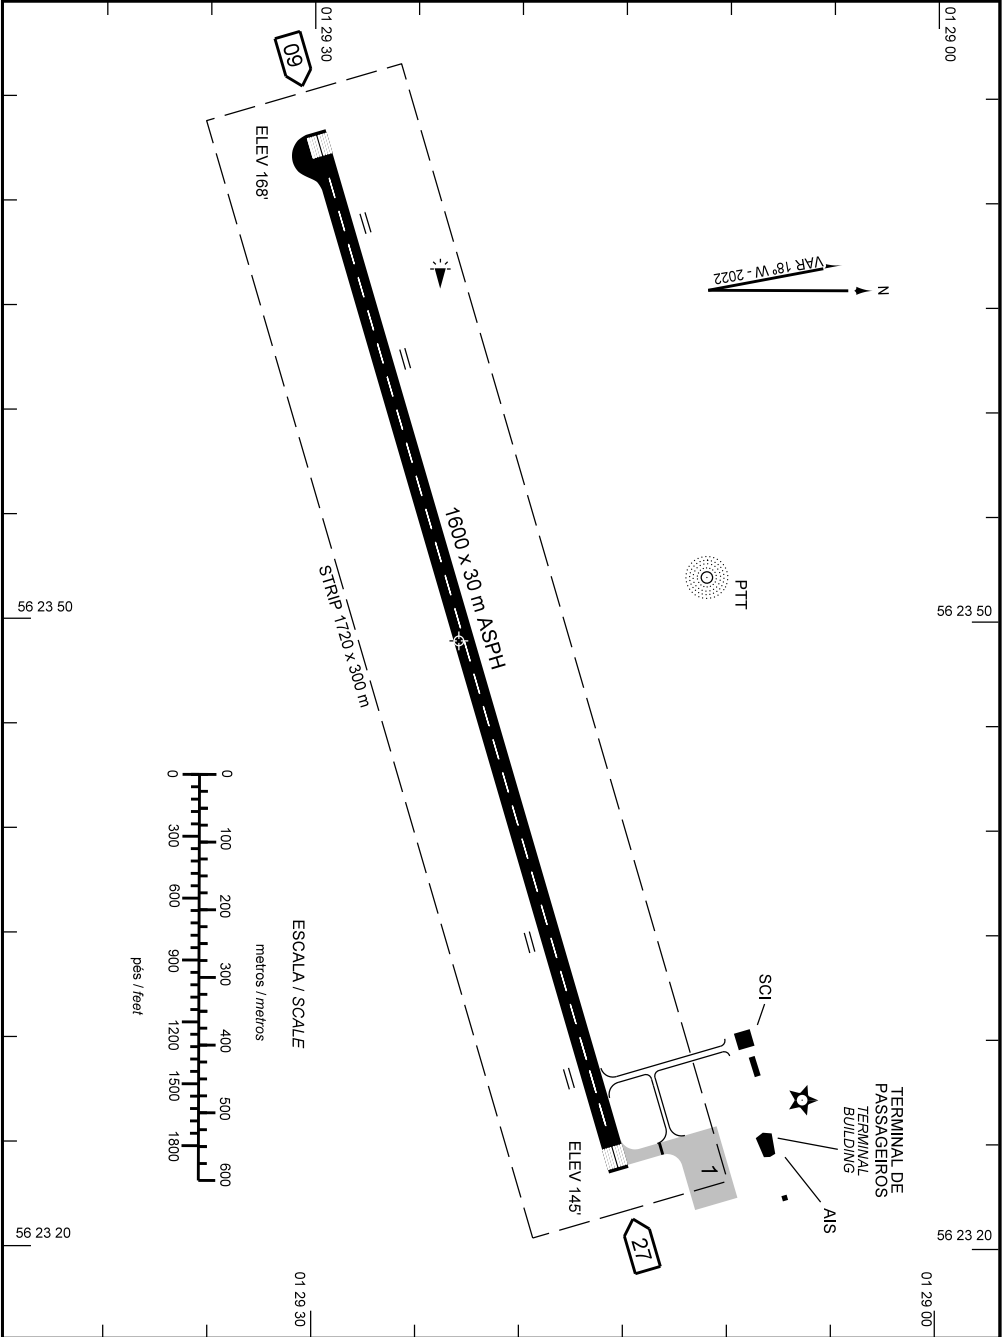 01 29 30
01 29 00
09
ELEV 168'
VAR 18° W - 2022
N
1600 x 30 m ASPH
STRIP 1720 x 300 m
PTT
56 23 50
56 23 50
0
100
200
300
400
500
600
0
300
600
900
1200
1500
1800
metros / metros
pés / feet
ESCALA / SCALE
SCI
TERMINAL DE
PASSAGEIROS
TERMINAL
BUILDING
AIS
1
ELEV 145'
27
56 23 20
56 23 20
01 29 30
01 29 00